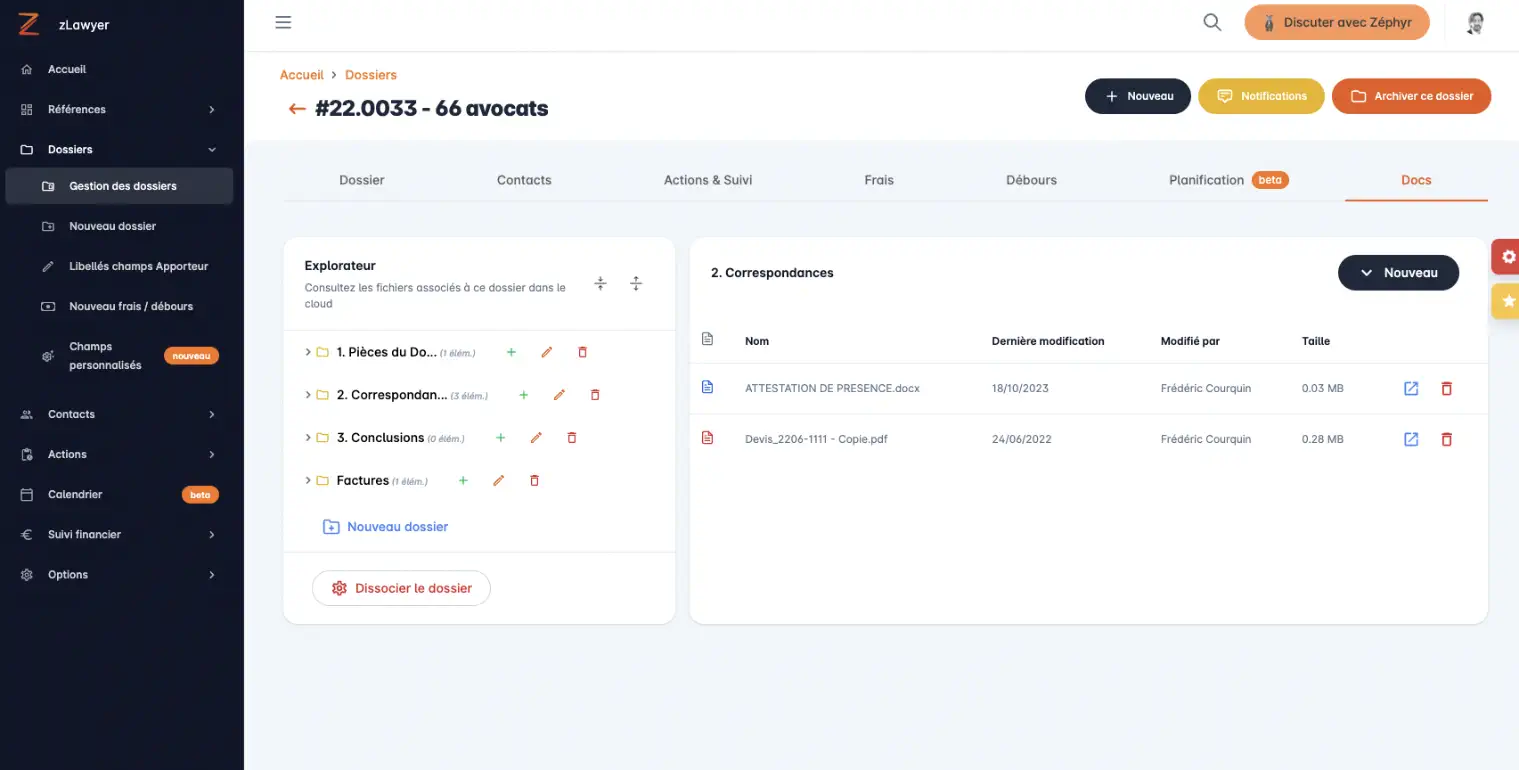 zLawyer
Accueil
Références
Dossiers
Gestion des dossiers
Nouveau dossier
Libellés champs Apporteur
Nouveau frais / débours
Champs
personnalisés
nouveau
Contacts
Actions
Calendrier
beta
Suivi financier
Options
Discuter avec Zéphyr
Accueil > Dossiers
← #22.0033 - 66 avocats
+ Nouveau
Notifications
Archiver ce dossier
Dossier
Contacts
Actions & Suivi
Frais
Débours
Planification beta
Docs
Explorateur
Consultez les fichiers associés à ce dossier dans le
cloud
1. Pièces du Do... (1 élém.)
2. Correspondan... (3 élém.)
3. Conclusions (0 élém.)
Factures (1 élém.)
Nouveau dossier
Dissocier le dossier
2. Correspondances
Nouveau
Nom Dernière modification Modifié par Taille
ATTESTATION DE PRESENCE.docx 18/10/2023 Frédéric Courquin 0.03 MB
Devis_2206-1111 - Copie.pdf 24/06/2022 Frédéric Courquin 0.28 MB